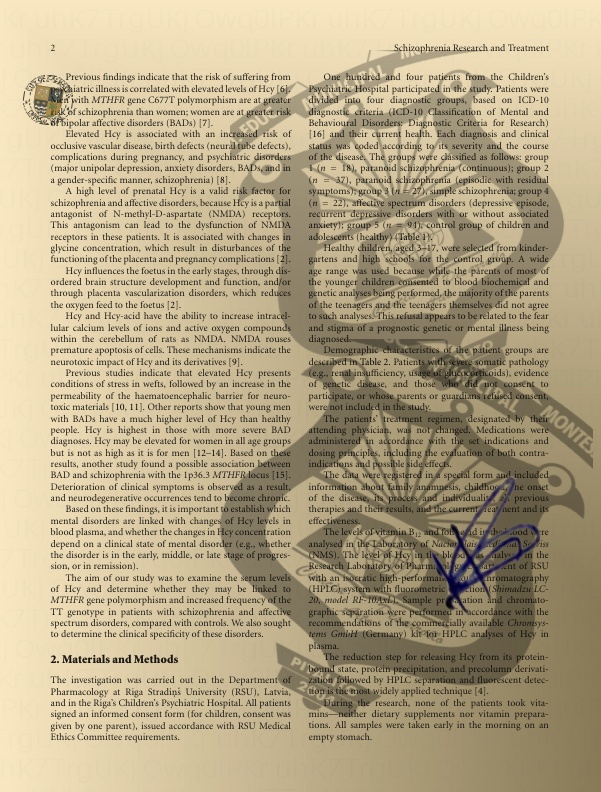 2
Schizophrenia Research and Treatment
Previous findings indicate that the risk of suffering from
psychiatric illness is correlated with elevated levels of Hcy [6].
Men with MTHFR gene C677T polymorphism are at greater
risk of schizophrenia than women; women are at greater risk
of bipolar affective disorders (BADs) [7].
Elevated Hcy is associated with an increased risk of
occlusive vascular disease, birth defects (neural tube defects),
complications during pregnancy, and psychiatric disorders
(major unipolar depression, anxiety disorders, BADs, and in
a gender-specific manner, schizophrenia) [8].
A high level of prenatal Hcy is a valid risk factor for
schizophrenia and affective disorders, because Hcy is a partial
antagonist of N-methyl-D-aspartate (NMDA) receptors.
This antagonism can lead to the dysfunction of NMDA
receptors in these patients. It is associated with changes in
glycine concentration, which result in disturbances of the
functioning of the placenta and pregnancy complications [2].
Hcy influences the foetus in the early stages, through dis-
ordered brain structure development and function, and/or
through placenta vascularization disorders, which reduces
the oxygen feed to the foetus [2].
Hcy and Hcy-acid have the ability to increase intracel-
lular calcium levels of ions and active oxygen compounds
within the cerebellum of rats as NMDA. NMDA rouses
premature apoptosis of cells. These mechanisms indicate the
neurotoxic impact of Hcy and its derivatives [9].
Previous studies indicate that elevated Hcy presents
conditions of stress in wefts, followed by an increase in the
permeability of the haematoencephalic barrier for neuro-
toxic materials [10, 11]. Other reports show that young men
with BADs have a much higher level of Hcy than healthy
people. Hcy is highest in those with more severe BAD
diagnoses. Hcy may be elevated for women in all age groups
but is not as high as it is for men [12–14]. Based on these
results, another study found a possible association between
BAD and schizophrenia with the 1p36.3 MTHFR locus [15].
Deterioration of clinical symptoms is observed as a result,
and neurodegenerative occurrences tend to become chronic.
Based on these findings, it is important to establish which
mental disorders are linked with changes of Hcy levels in
blood plasma, and whether the changes in Hcy concentration
depend on a clinical state of mental disorder (e.g., whether
the disorder is in the early, middle, or late stage of progres-
sion, or in remission).
The aim of our study was to examine the serum levels
of Hcy and determine whether they may be linked to
MTHFR gene polymorphism and increased frequency of the
TT genotype in patients with schizophrenia and affective
spectrum disorders, compared with controls. We also sought
to determine the clinical specificity of these disorders.
2. Materials and Methods
The investigation was carried out in the Department of
Pharmacology at Riga Stradiņš University (RSU), Latvia,
and in the Riga's Children's Psychiatric Hospital. All patients
signed an informed consent form (for children, consent was
given by one parent), issued accordance with RSU Medical
Ethics Committee requirements.
One hundred and four patients from the Children's
Psychiatric Hospital participated in the study. Patients were
divided into four diagnostic groups, based on ICD-10
diagnostic criteria (ICD-10 Classification of Mental and
Behavioural Disorders: Diagnostic Criteria for Research)
[16] and their current health. Each diagnosis and clinical
status was coded according to its severity and the course
of the disease. The groups were classified as follows: group
1 (n = 18), paranoid schizophrenia (continuous); group 2
(n = 37), paranoid schizophrenia (episodic with residual
symptoms); group 3 (n = 27), simple schizophrenia; group 4
(n = 22), affective spectrum disorders (depressive episode,
recurrent depressive disorders with or without associated
anxiety); group 5 (n = 94), control group of children and
adolescents (healthy) (Table 1).
Healthy children, aged 3–17, were selected from kinder-
gartens and high schools for the control group. A wide
age range was used because while the parents of most of
the younger children consented to blood biochemical and
genetic analyses being performed, the majority of the parents
of the teenagers and the teenagers themselves did not agree
to such analyses. This refusal appears to be related to the fear
and stigma of a prognostic genetic or mental illness being
diagnosed.
Demographic characteristics of the patient groups are
described in Table 2. Patients with severe somatic pathology
(e.g., renal insufficiency, usage of glucocorticoids), evidence
of genetic disease, and those who did not consent to
participate, or whose parents or guardians refused consent,
were not included in the study.
The patients' treatment regimen, designated by their
attending physician, was not changed. Medications were
administered in accordance with the set indications and
dosing principles, including the evaluation of both contra-
indications and possible side effects.
The data were registered in a special form and included
information about family anamnesis, childhood, the onset
of the disease, its process and individuality, previous
therapies and their results, and the current treatment and its
effectiveness.
The levels of vitamin B12 and folic acid in the blood were
analysed in the Laboratory of
(NMS). The level of Hcy in the blood was analysed in the
Research Laboratory of Pharmacology Department of RSU
with an isocratic high-performance liquid chromatography
(HPLC) system with fluorometric detection (Shimadzu LC-
20, model RF-10Axl). Sample preparation and chromato-
graphic separation were performed in accordance with the
recommendations of the commercially available Chromsys-
tems GmbH (Germany) kit for HPLC analyses of Hcy in
plasma.
The reduction step for releasing Hcy from its protein-
bound state, protein precipitation, and precolumn derivati-
zation followed by HPLC separation and fluorescent detec-
tion is the most widely applied technique [4].
During the research, none of the patients took vita-
mins—neither dietary supplements nor vitamin prepara-
tions. All samples were taken early in the morning on an
empty stomach.